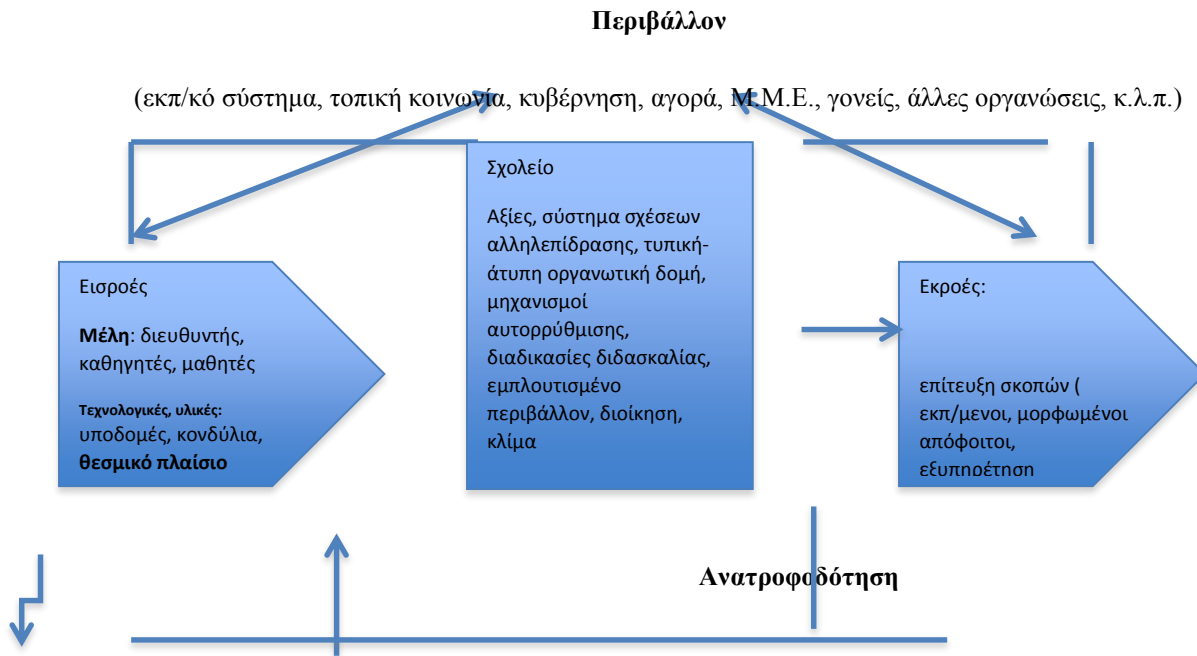 Περιβάλλον
(εκπ/κό σύστημα, τοπική κοινωνία, κυβέρνηση, αγορά, Μ.Μ.Ε., γονείς, άλλες οργανώσεις, κ.λ.π.)
Σχολείο
Αξίες, σύστημα σχέσεων
αλληλεπίδρασης, τυπική-
άτυπη οργανωτική δομή,
μηχανισμοί
αυτορρύθμισης,
διαδικασίες διδασκαλίας,
εμπλουτισμένο
περιβάλλον, διοίκηση,
κλίμα
Εισροές
Μέλη: διευθυντής,
καθηγητές, μαθητές
Τεχνολογικές, υλικές:
υποδομές, κονδύλια,
θεσμικό πλαίσιο
Εκροές:
επίτευξη σκοπών (
εκπ/μενοι, μορφωμένοι
απόφοιτοι,
εξυπηρέτηση
Ανατροφοδότηση